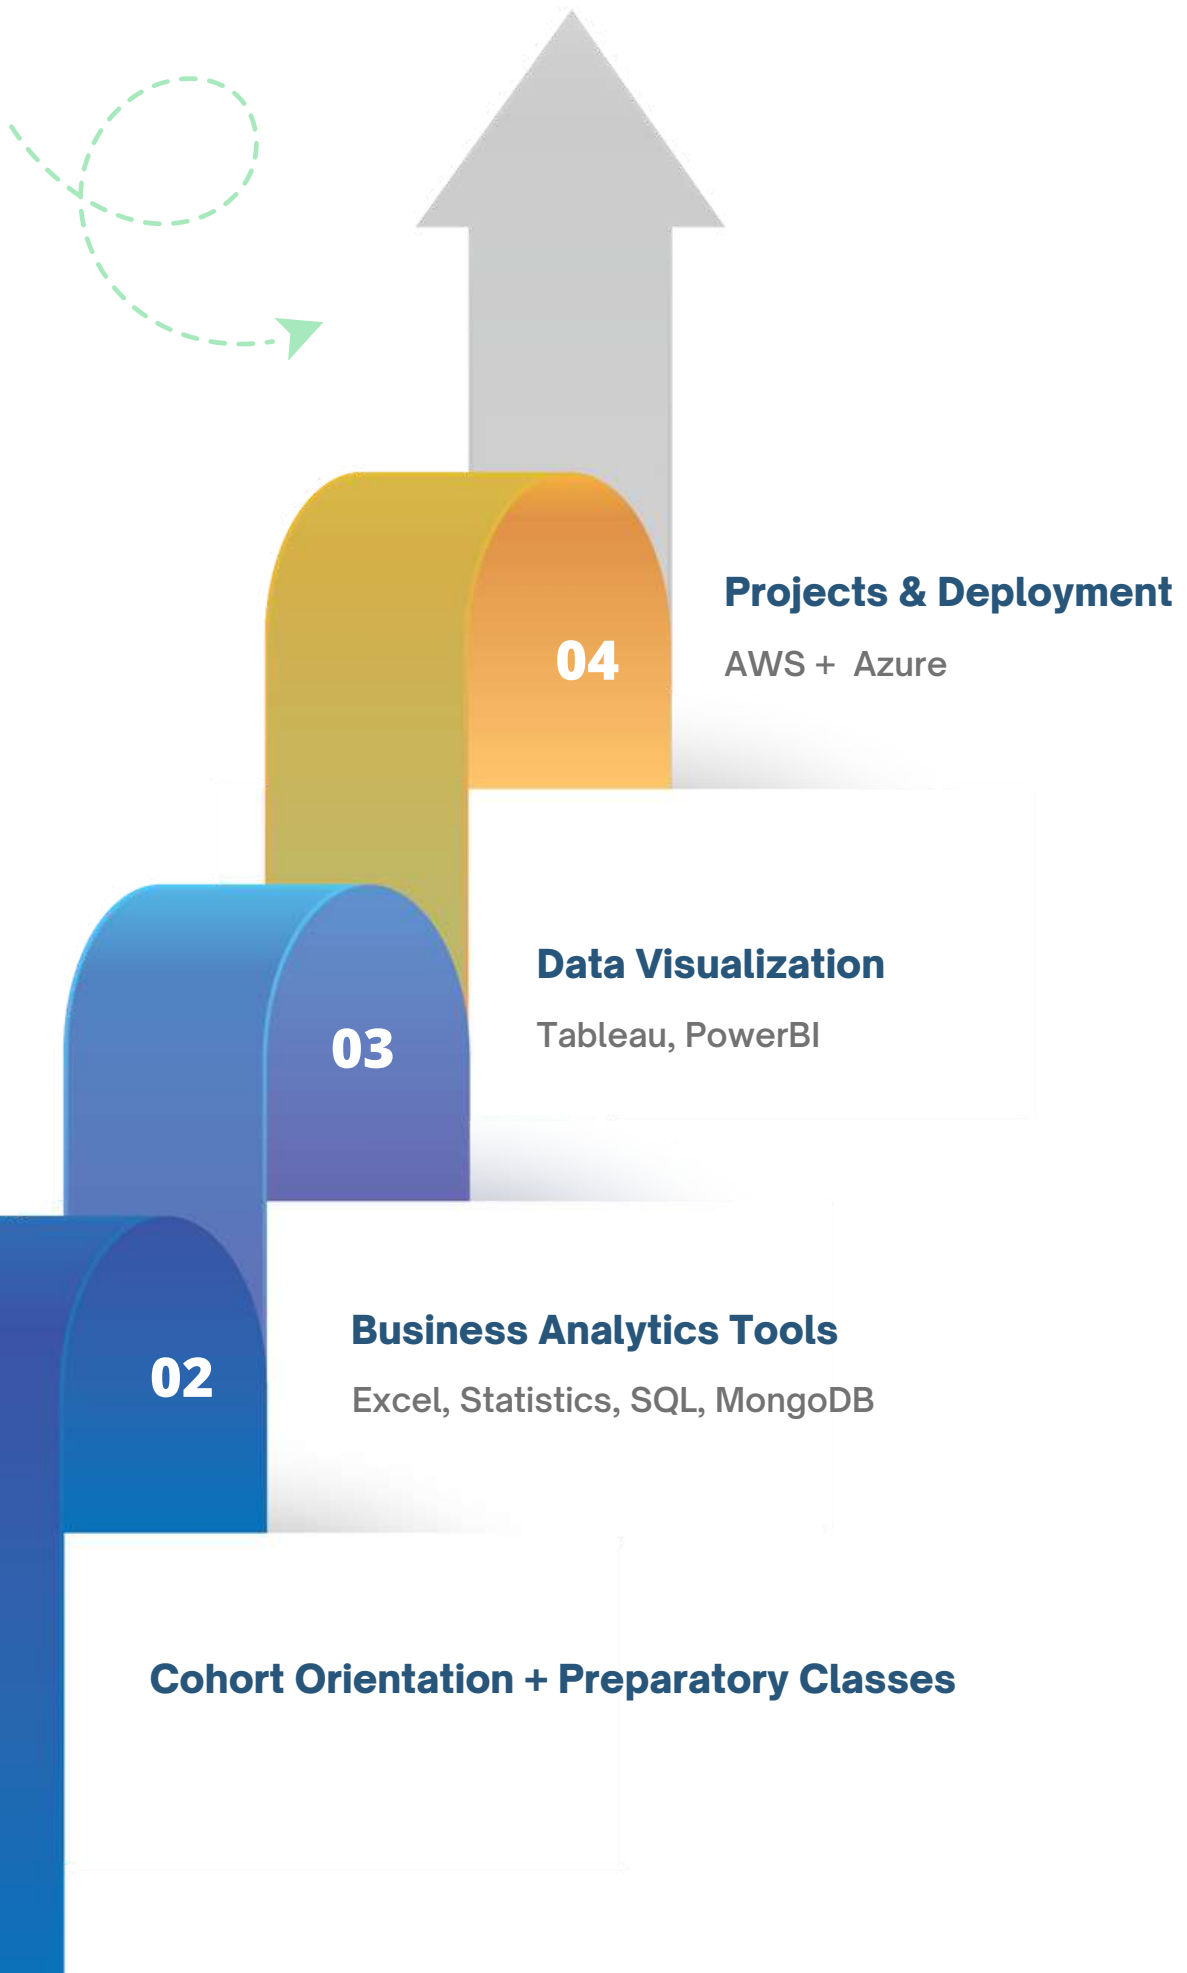 04
Projects & Deployment
AWS +  Azure
03
Data Visualization
Tableau, PowerBI
02
Business Analytics Tools
Excel, Statistics, SQL, MongoDB
Cohort Orientation + Preparatory Classes